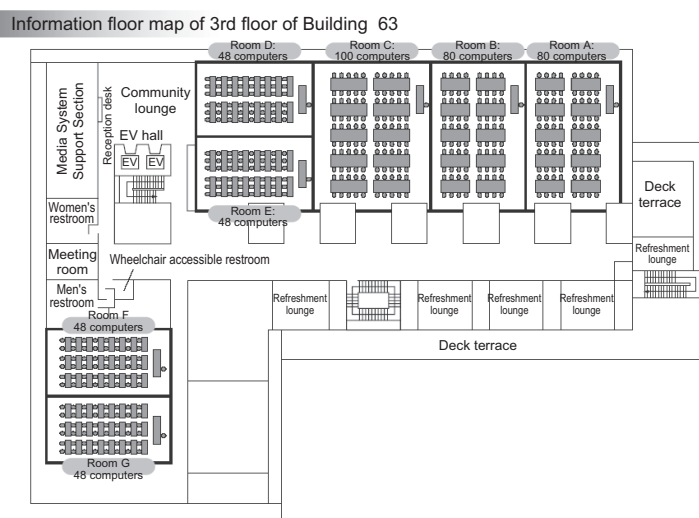 Information floor map of 3rd floor of Building 63
Room D:
48 computers
Room C:
100 computers
Room B:
80 computers
Room A:
80 computers
Media System
Support Section
Reception desk
Community
lounge
EV hall
EV
EV
Women's
restroom
Room E:
48 computers
Deck
terrace
Meeting
room
Wheelchair accessible restroom
Refreshment
lounge
Men's
restroom
Refreshment
lounge
Refreshment
lounge
Refreshment
lounge
Refreshment
lounge
Room F
48 computers
Deck terrace
Room G
48 computers